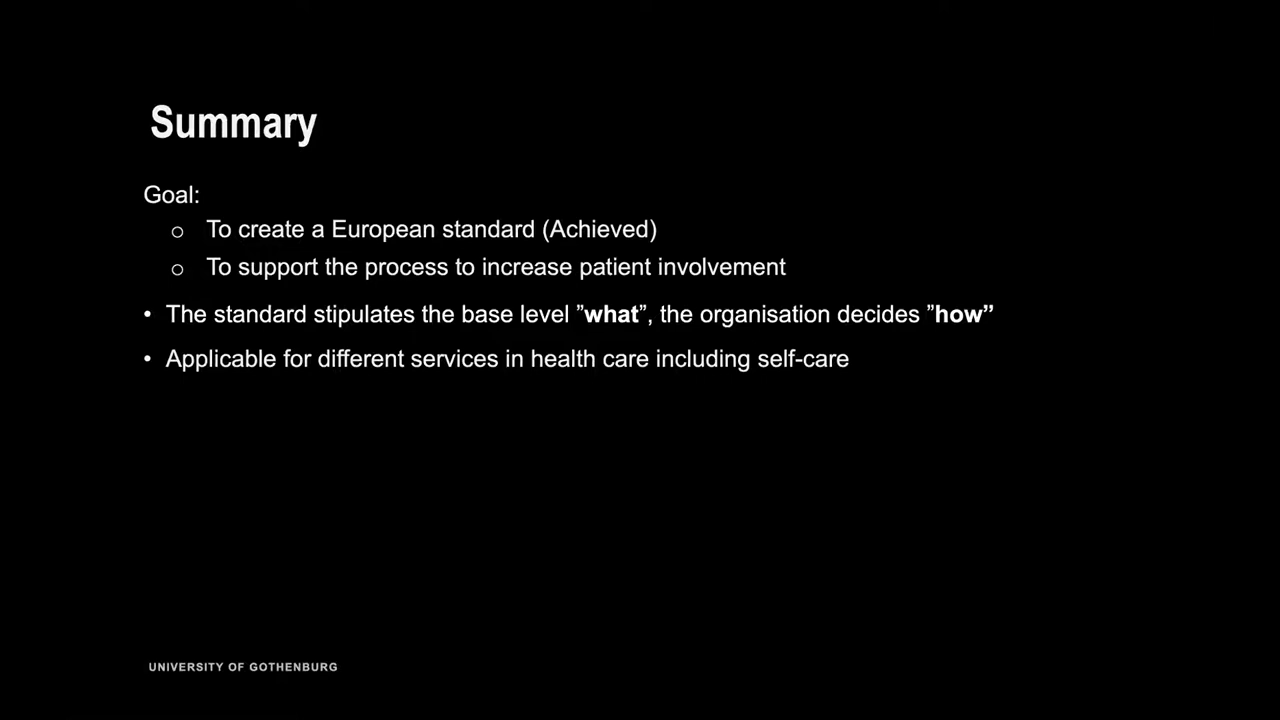 Summary
Goal:
o To create a European standard (Achieved)
o To support the process to increase patient involvement
• The standard stipulates the base level ”what”, the organisation decides ”how”
• Applicable for different services in health care including self-care
UNIVERSITY OF GOTHENBURG